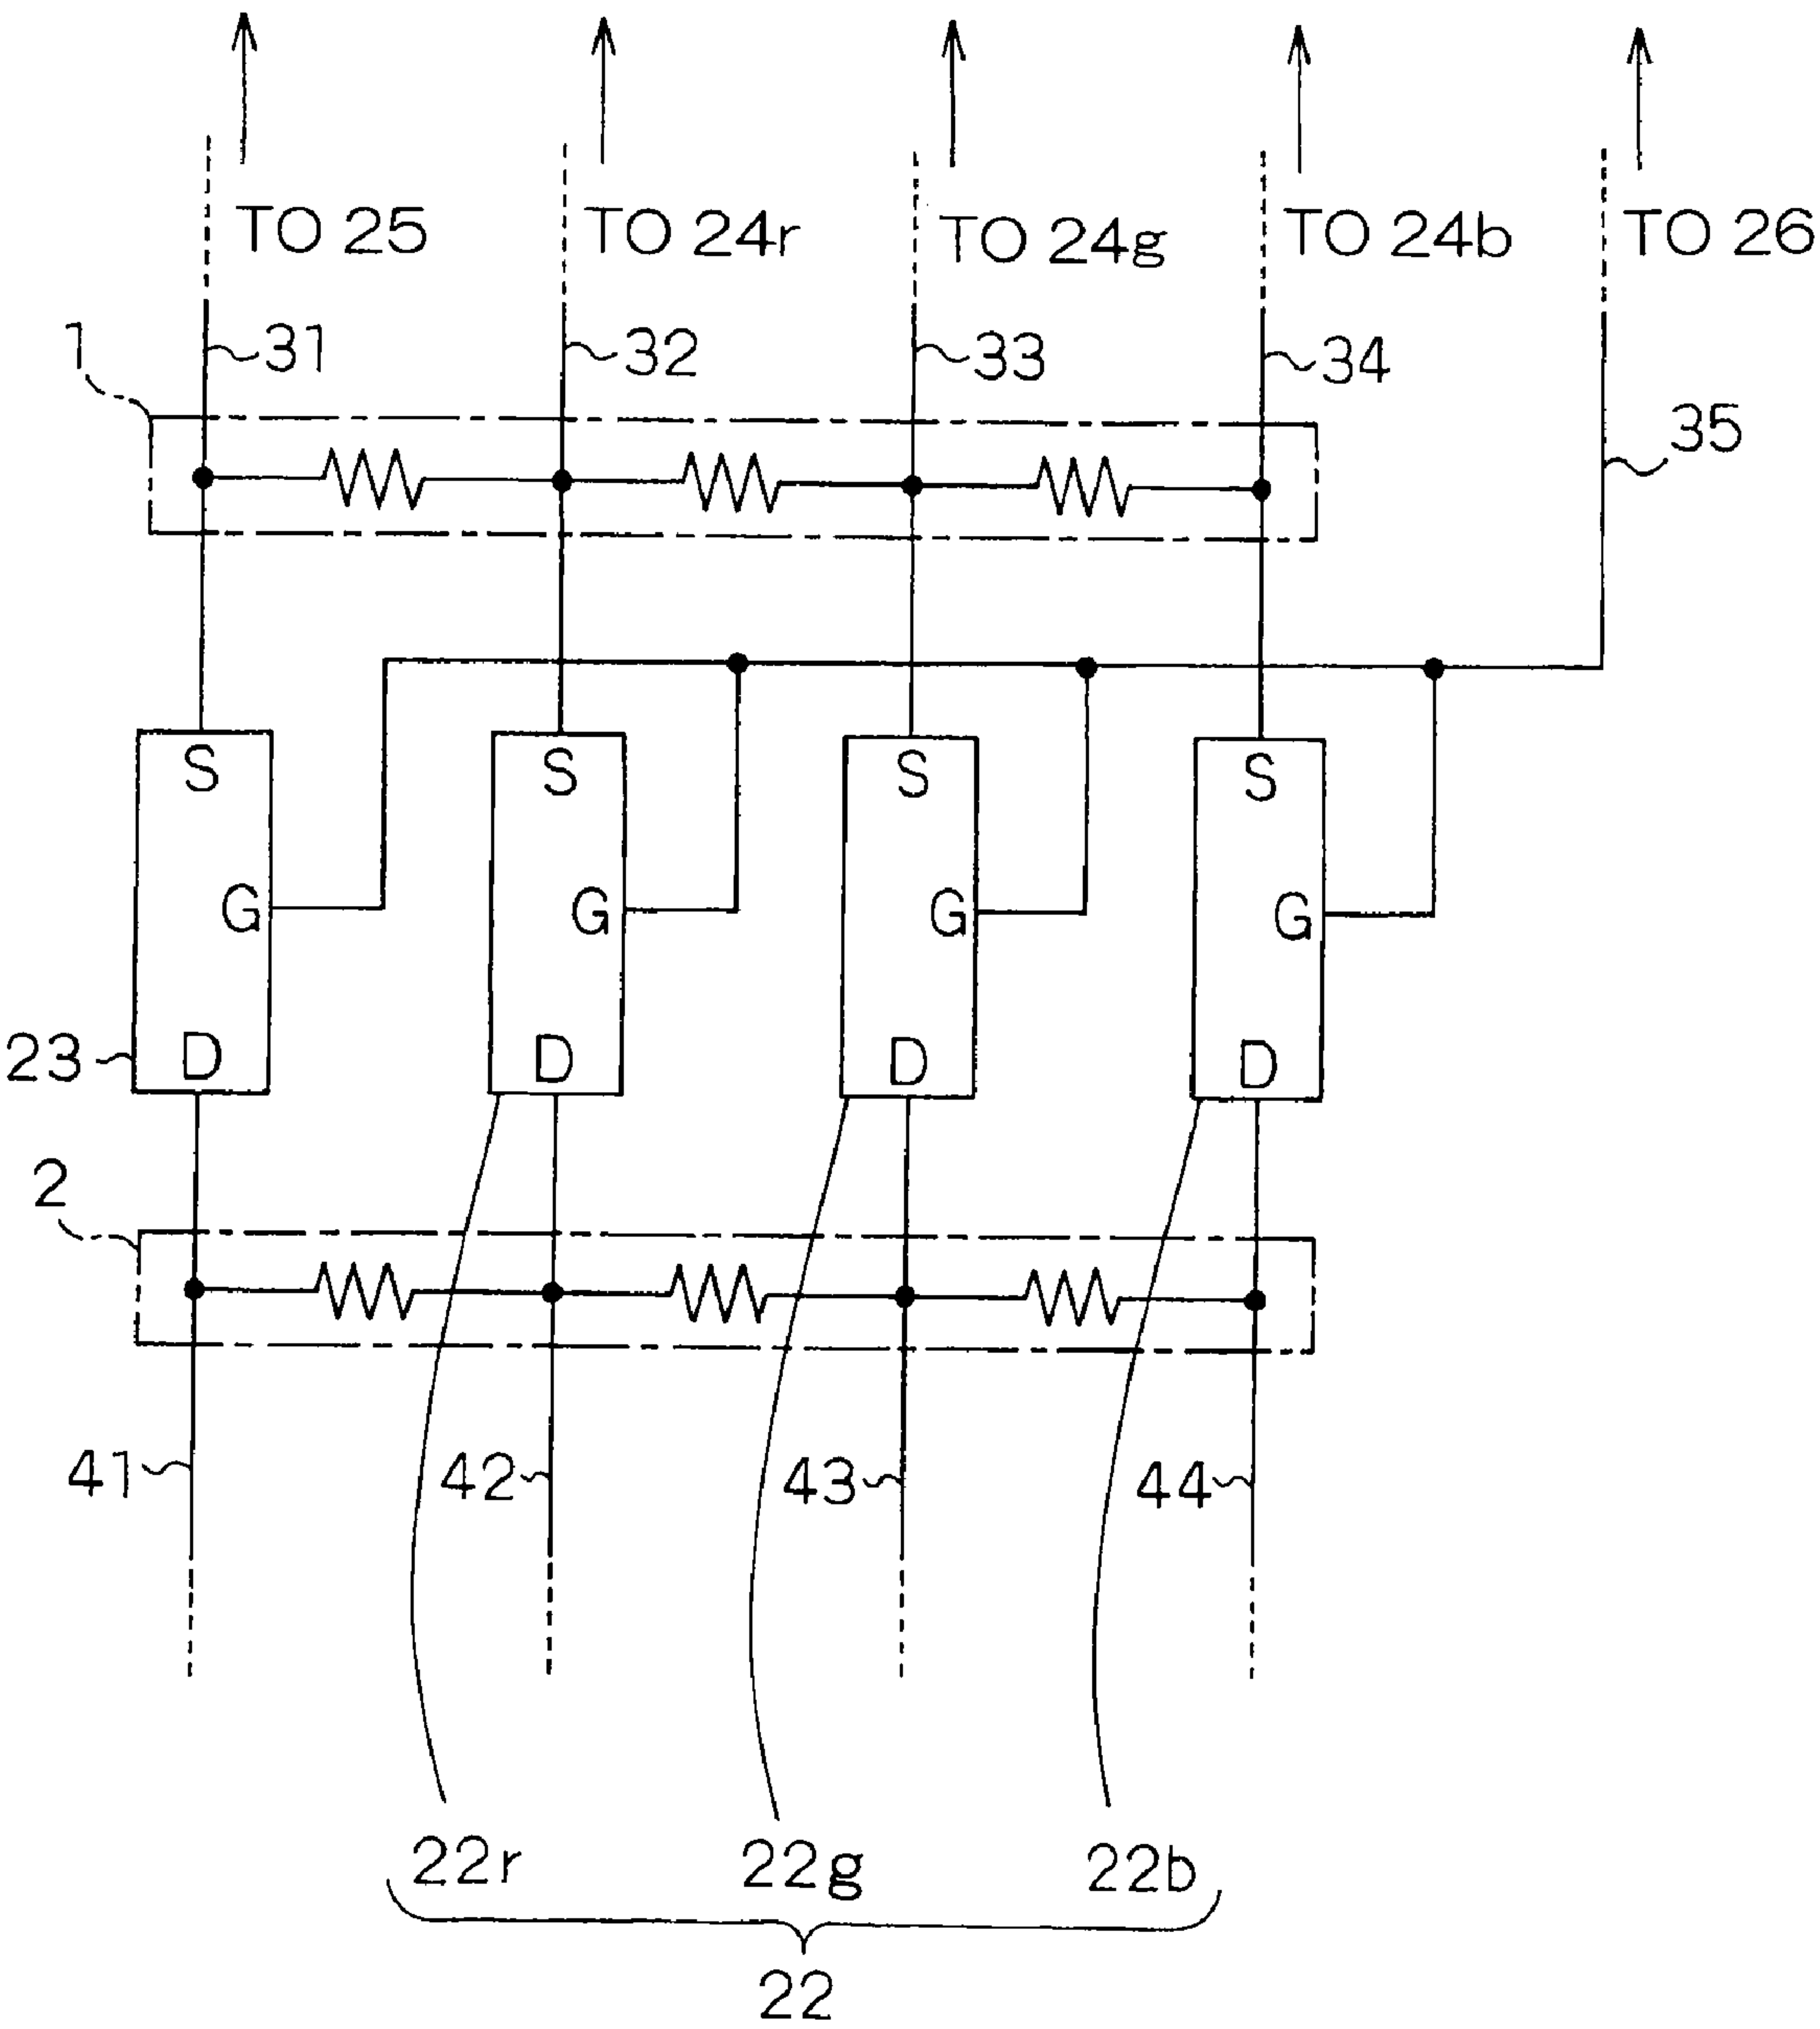 TO 25 TO 24r TO 24g TO 24b TO 26
1 31 32 33 34
35
S S S S
G G G G
23 D D D D
2
41 42 43 44
22r 22g 22b
22